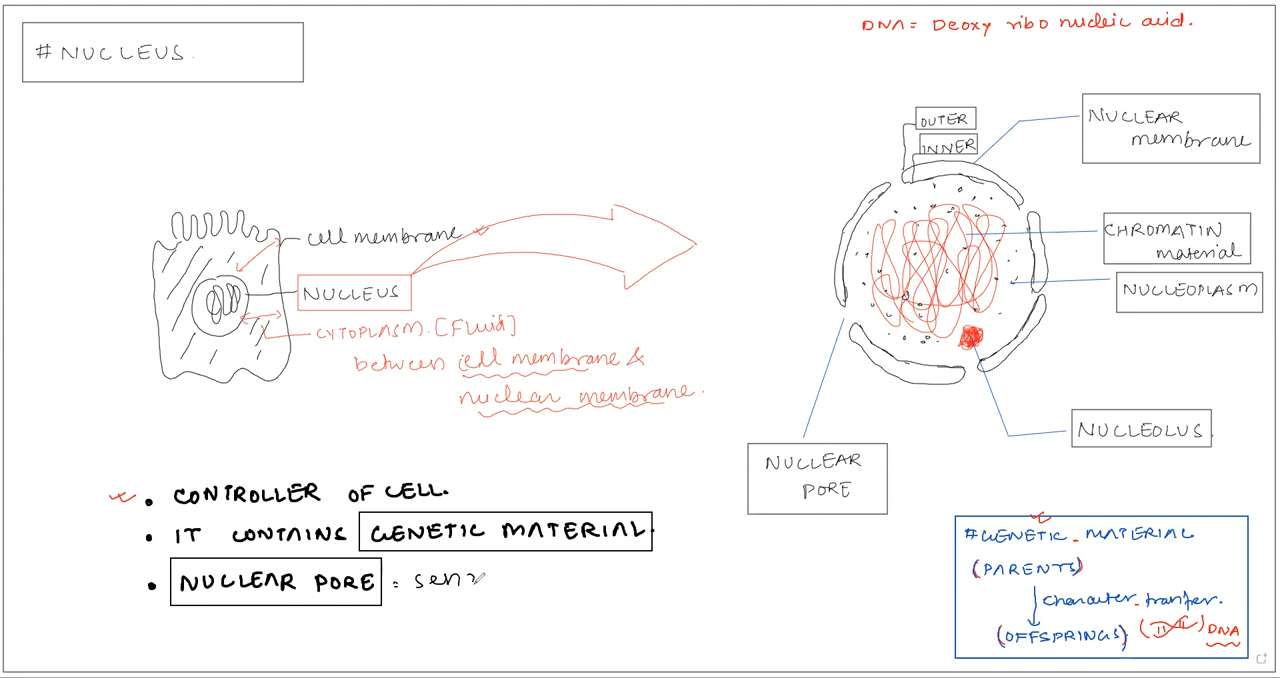 # NUCLEUS.
DNA = Deoxy ribo nucleic acid.
OUTER
INNER
NUCLEAR
membrane
cell membrane
NUCLEUS
CYTOPLASM. [Fluid]
between cell membrane &
nuclear membrane.
CHROMATIN
material
NUCLEOPLASM
NUCLEOLUS.
NUCLEAR
PORE
• CONTROLLER OF CELL.
• IT CONTAINS GENETIC MATERIAL.
• NUCLEAR PORE =
# GENETIC - MATERIAL
(PARENTS)
character - transfer.
(OFFSPRINGS) DNA